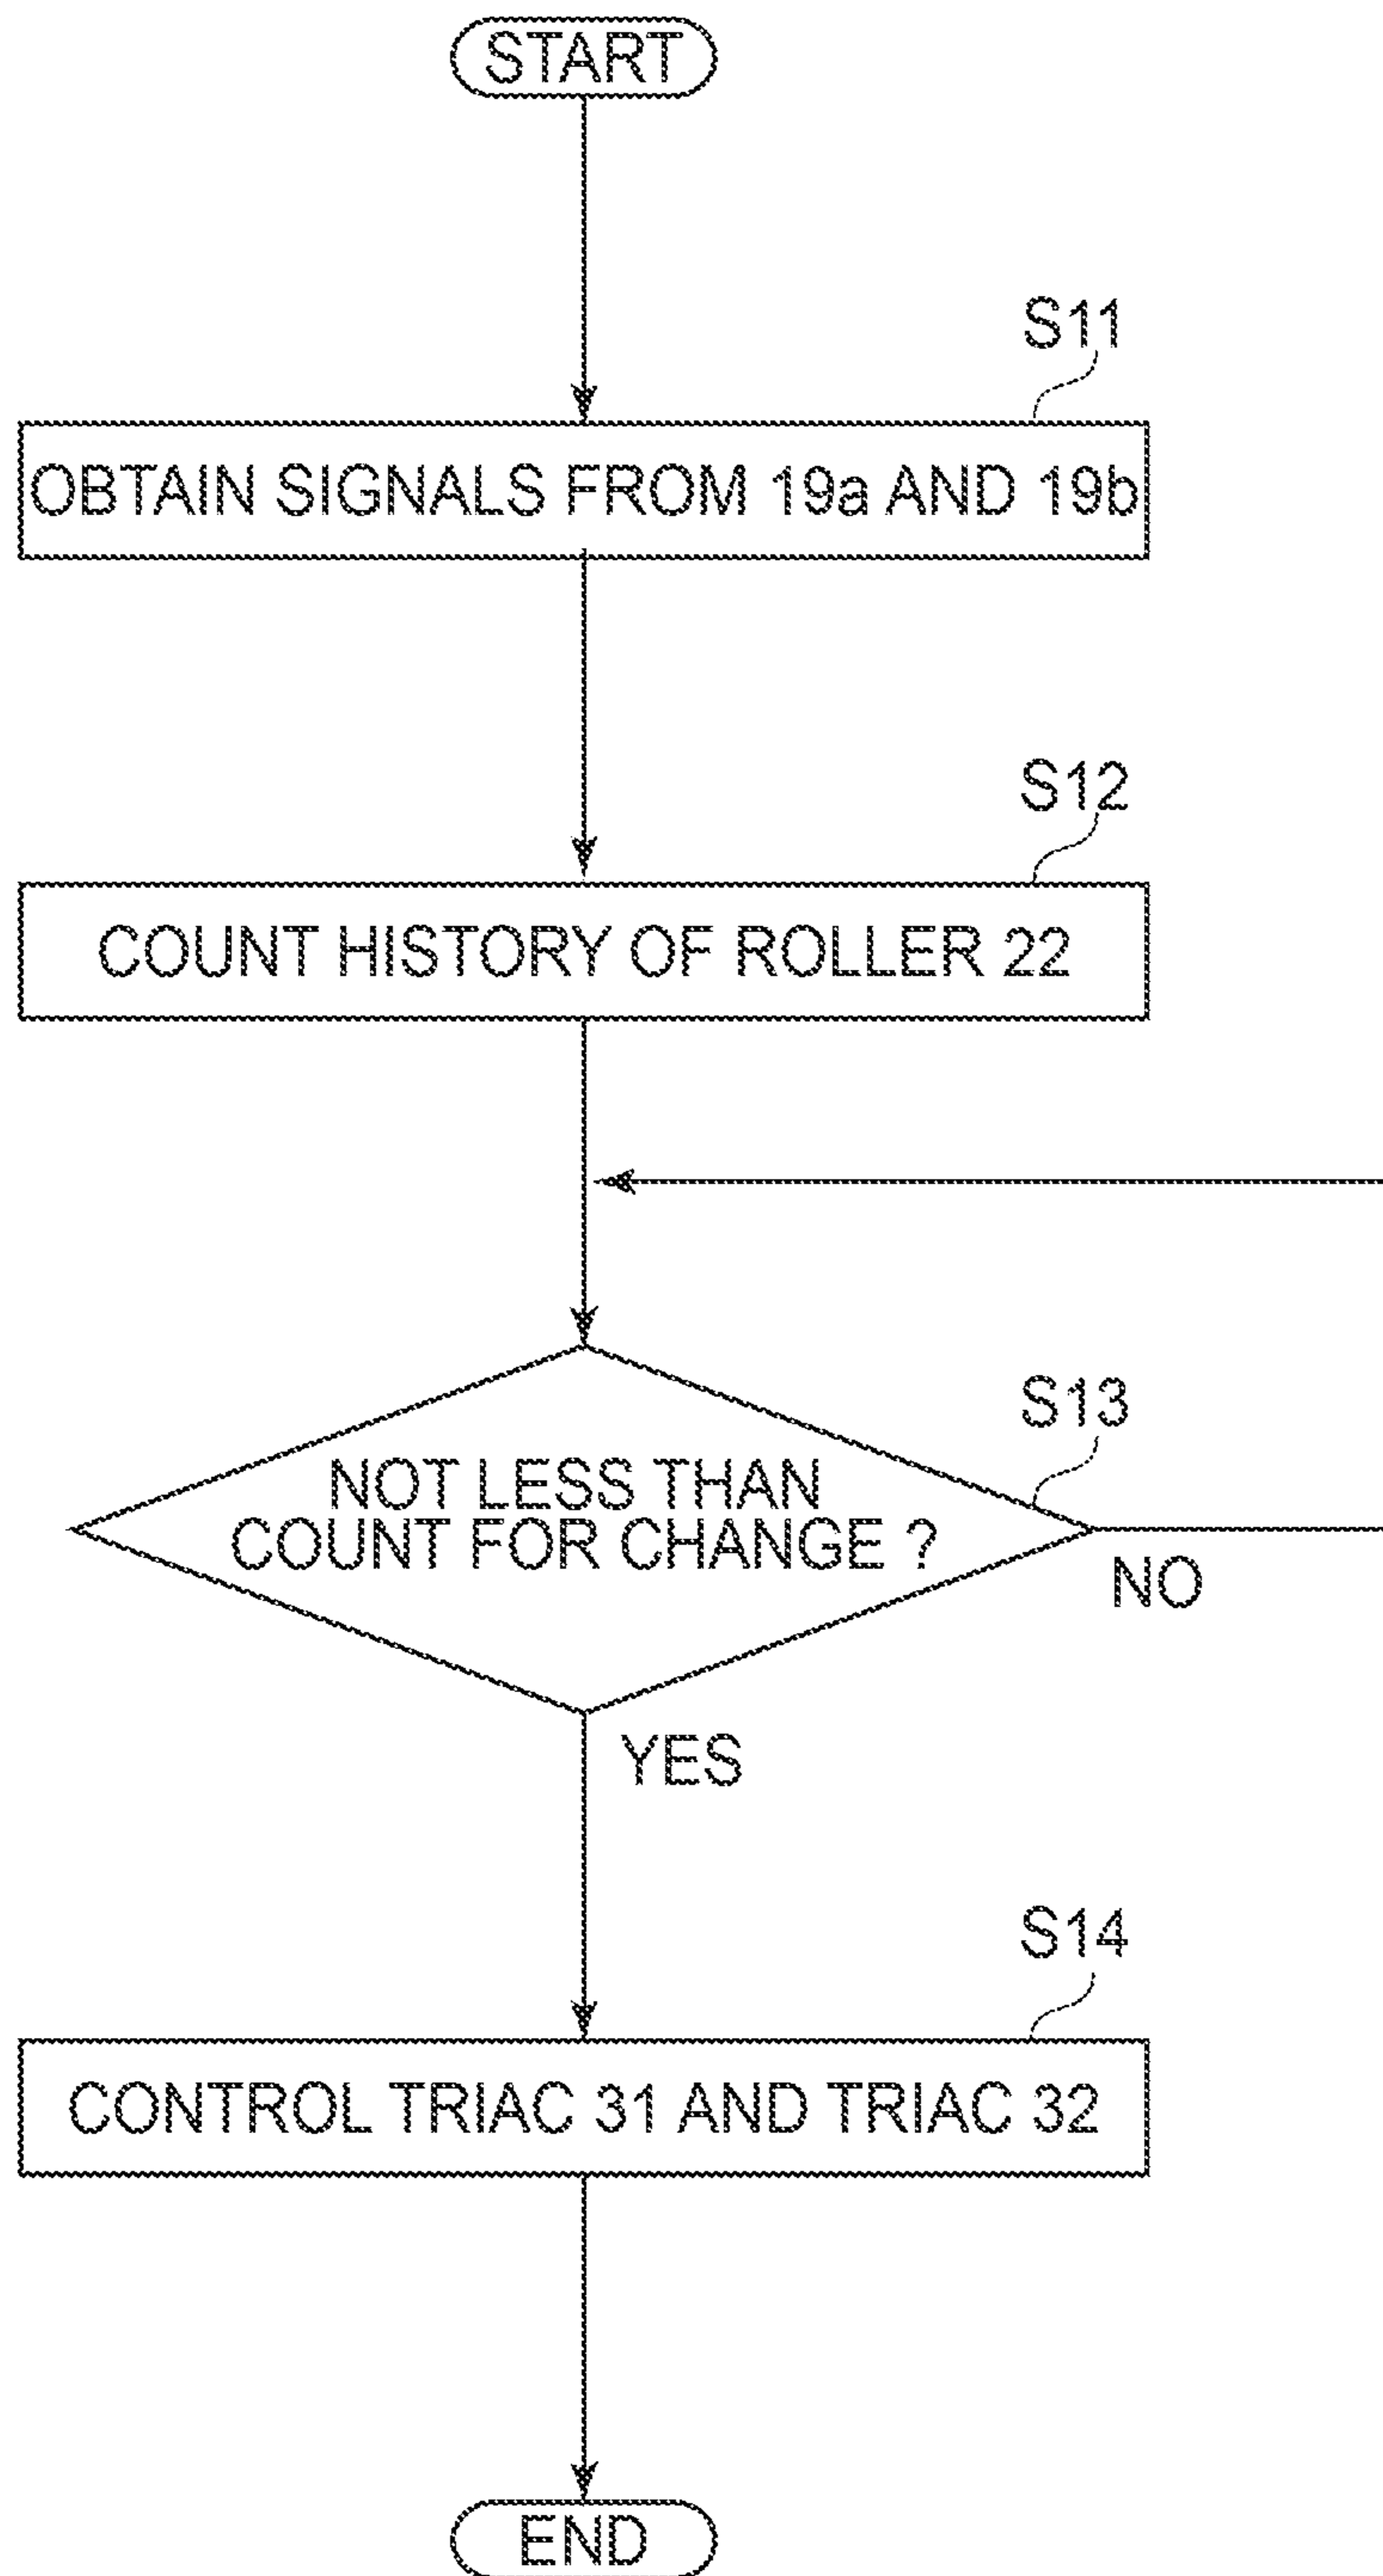 START
S11
OBTAIN SIGNALS FROM 19a AND 19b
S12
COUNT HISTORY OF ROLLER 22
S13
NOT LESS THAN
COUNT FOR CHANGE ?
NO
YES
S14
CONTROL TRIAC 31 AND TRIAC 32
END